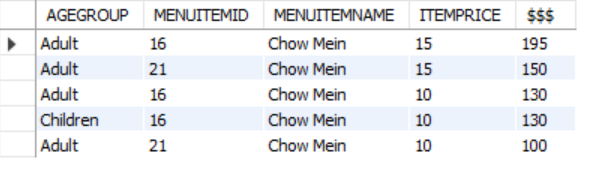 AGEGROUP MENUITEMID MENUITEMNAME ITEMPRICE $$$
Adult 16 Chow Mein 15 195
Adult 21 Chow Mein 15 150
Adult 16 Chow Mein 10 130
Children 16 Chow Mein 10 130
Adult 21 Chow Mein 10 100